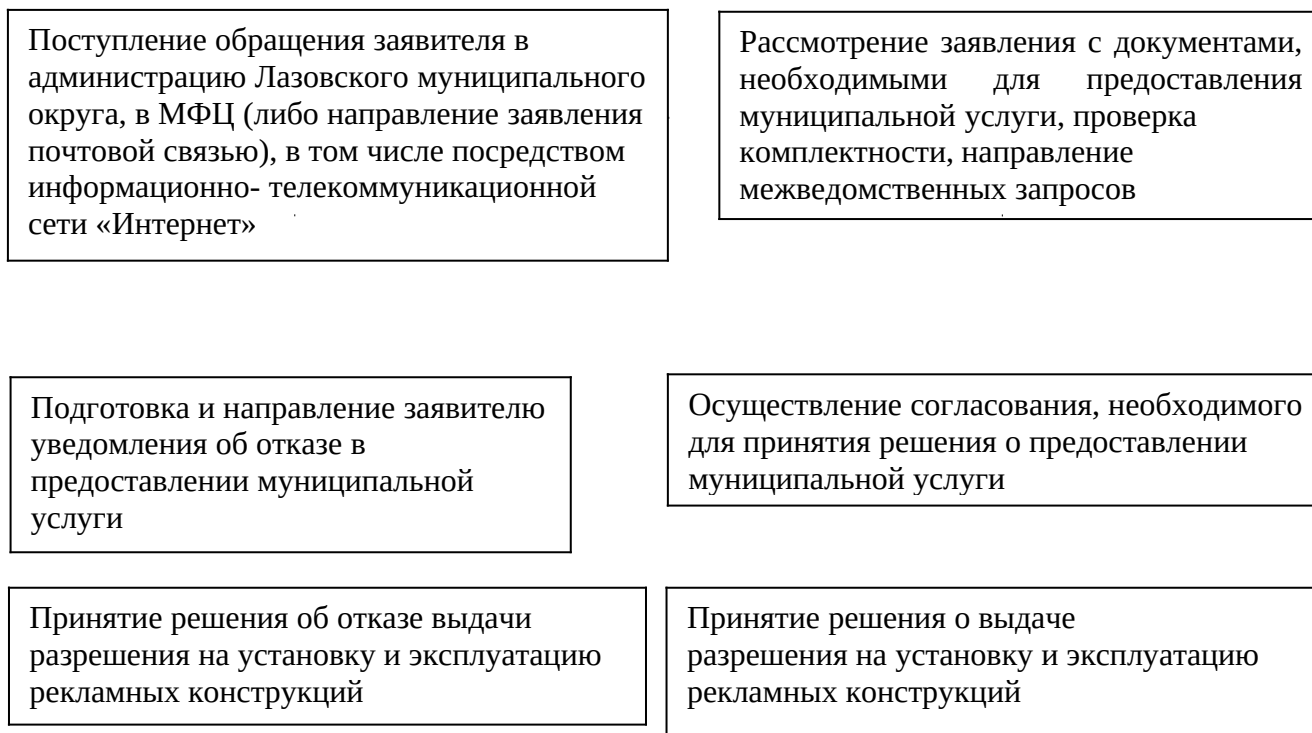 Поступление обращения заявителя в
администрацию Лазовского муниципального
округа, в МФЦ (либо направление заявления
почтовой связью), в том числе посредством
информационно- телекоммуникационной
сети «Интернет»
Рассмотрение заявления с документами,
необходимыми для предоставления
муниципальной услуги, проверка
комплектности, направление
межведомственных запросов
Подготовка и направление заявителю
уведомления об отказе в
предоставлении муниципальной
услуги
Осуществление согласования, необходимого
для принятия решения о предоставлении
муниципальной услуги
Принятие решения об отказе выдачи
разрешения на установку и эксплуатацию
рекламных конструкций
Принятие решения о выдаче
разрешения на установку и эксплуатацию
рекламных конструкций